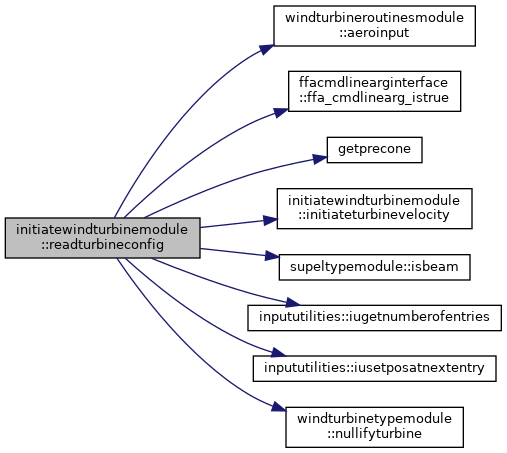 windturbineroutinesmodule
::aeroinput
ffacmdlinearginterface
::ffa_cmdlinearg_istrue
getprecone
initiatewindturbinemodule
::initiateturbinevelocity
initiatewindturbinemodule
::readturbineconfig
supeltypemodule::isbeam
inpututilities::iugetnumberofentries
inpututilities::iusetposatnextentry
windturbinetypemodule
::nullifyturbine